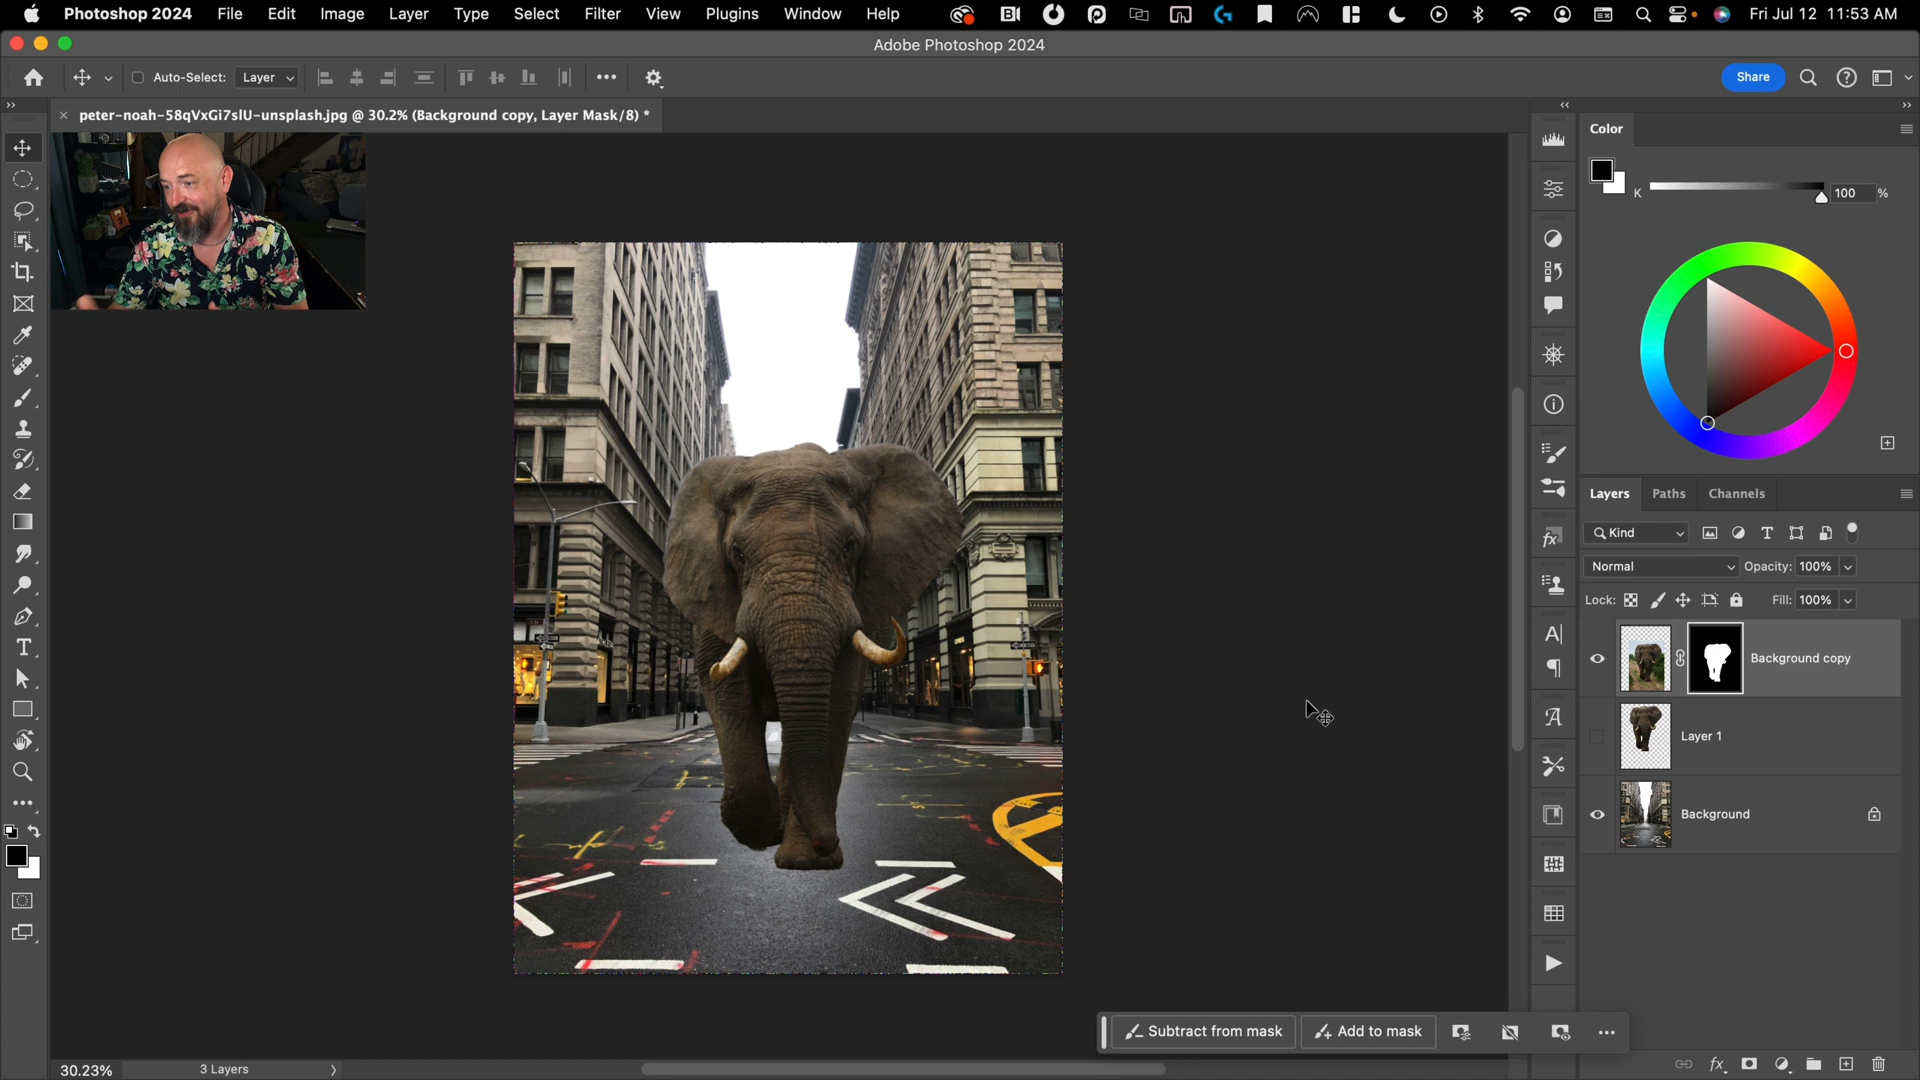 Photoshop 2024 File Edit Image Layer Type Select Filter View Plugins Window Help Fri Jul 12 11:53 AM
Adobe Photoshop 2024
Auto-Select: Layer Share
× peter-noah-58qVxGi7slU-unsplash.jpg @ 30.2% (Background copy, Layer Mask/8) *
Color
K 100 %
Layers Paths Channels
Kind
Normal Opacity: 100%
Lock: Fill: 100%
Background copy
Layer 1
Background
Subtract from mask Add to mask
30.23% 3 Layers